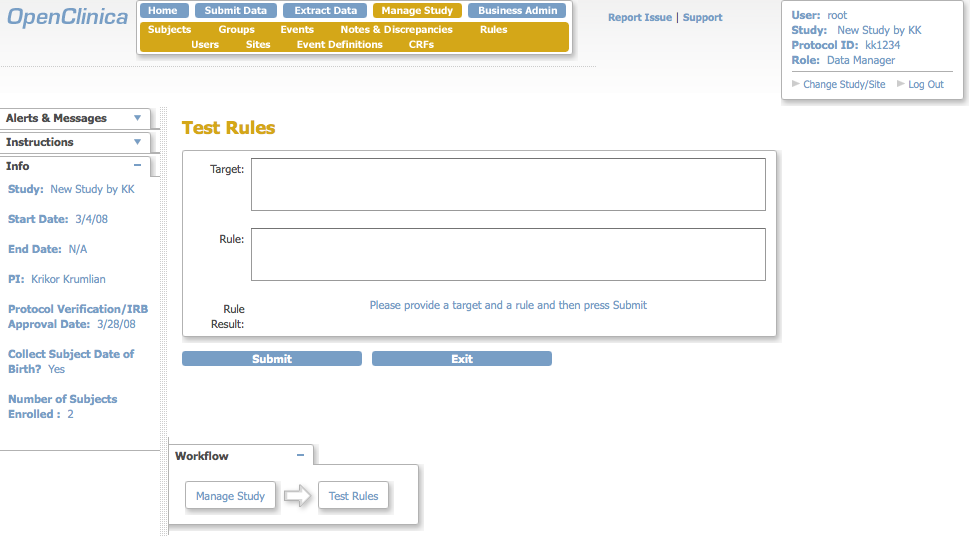 OpenClinica
Home Submit Data Extract Data Manage Study Business Admin
Subjects Groups Events Notes & Discrepancies Rules
Users Sites Event Definitions CRFs
Report Issue | Support
User: root
Study: New Study by KK
Protocol ID: kk1234
Role: Data Manager
Change Study/Site Log Out
Alerts & Messages
Instructions
Info
Study: New Study by KK
Start Date: 3/4/08
End Date: N/A
PI: Krikor Krumlian
Protocol Verification/IRB
Approval Date: 3/28/08
Collect Subject Date of
Birth? Yes
Number of Subjects
Enrolled : 2
Test Rules
Target:
Rule:
Rule
Result:
Please provide a target and a rule and then press Submit
Submit Exit
Workflow
Manage Study Test Rules